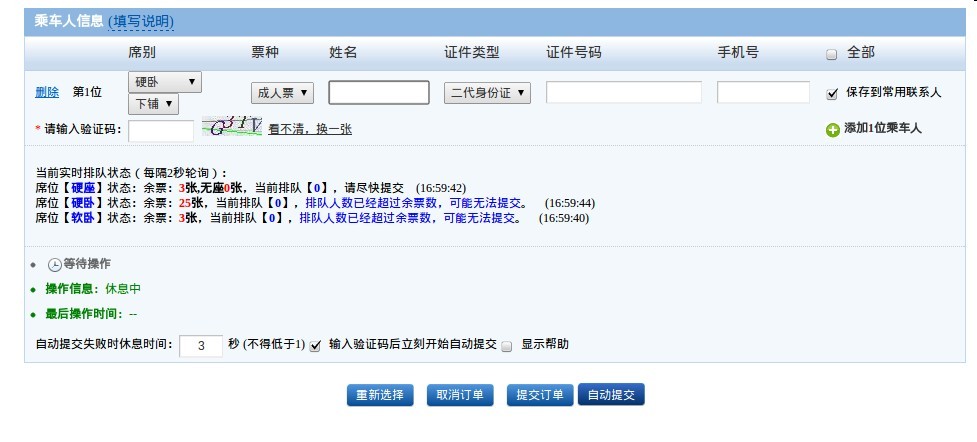 乘车人信息 (填写说明)
席别 票种 姓名 证件类型 证件号码 手机号 全部
删除 第1位 硬卧 下铺 成人票 二代身份证 保存到常用联系人
* 请输入验证码： 看不清，换一张 添加1位乘车人
当前实时排队状态（每隔2秒轮询）：
席位【硬座】状态：余票：3张,无座0张，当前排队【0】，请尽快提交 (16:59:42)
席位【硬卧】状态：余票：25张，当前排队【0】，排队人数已经超过余票数，可能无法提交。 (16:59:44)
席位【软卧】状态：余票：3张，当前排队【0】，排队人数已经超过余票数，可能无法提交。 (16:59:40)
等待操作
操作信息：休息中
最后操作时间：--
自动提交失败时休息时间： 3 秒 (不得低于1) 输入验证码后立刻开始自动提交 显示帮助
重新选择 取消订单 提交订单 自动提交